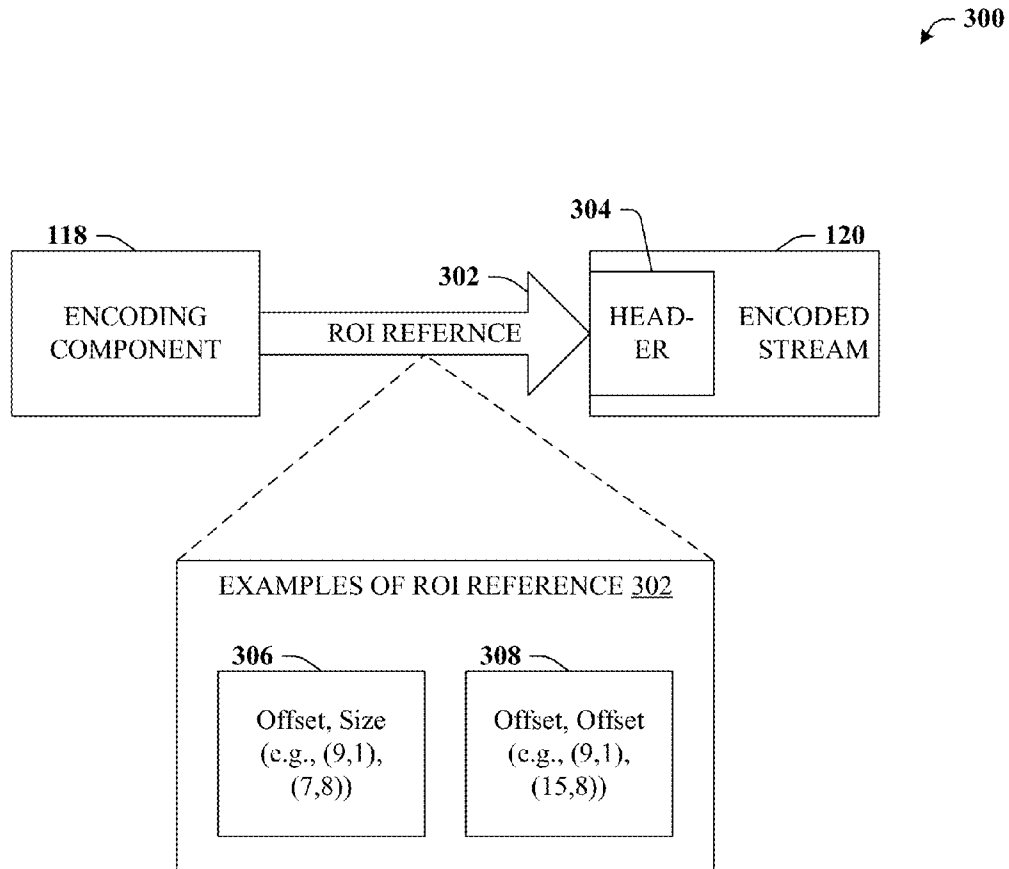 300
304
118
120
302
ENCODING
COMPONENT
ROI REFERNCE
HEAD-
ER
ENCODED
STREAM
EXAMPLES OF ROI REFERENCE 302
306
308
Offset, Size
(e.g., (9,1),
(7,8))
Offset, Offset
(e.g., (9,1),
(15,8))